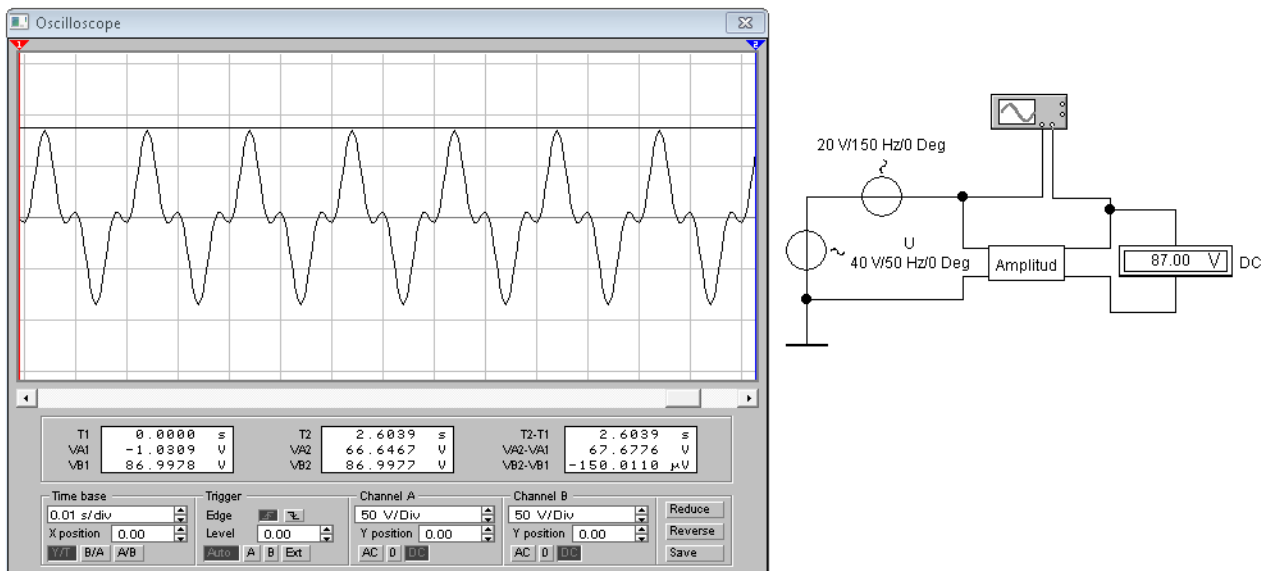 Oscilloscope
1
2
T1 0.0000 s
VA1 -1.0309 V
VB1 86.9978 V
T2 2.6039 s
VA2 66.6467 V
VB2 86.9977 V
T2-T1 2.6039 s
VA2-VA1 67.6776 V
VB2-VB1 -150.0110 µV
Time base
0.01 s/div
X position 0.00
Y/T B/A A/B
Trigger
Edge
Level 0.00
Auto A B Ext
Channel A
50 V/Div
Y position 0.00
AC 0 DC
Channel B
50 V/Div
Y position 0.00
AC 0 DC
Reduce
Reverse
Save
20 V/150 Hz/0 Deg
U
40 V/50 Hz/0 Deg
Amplitud
87.00 V
DC